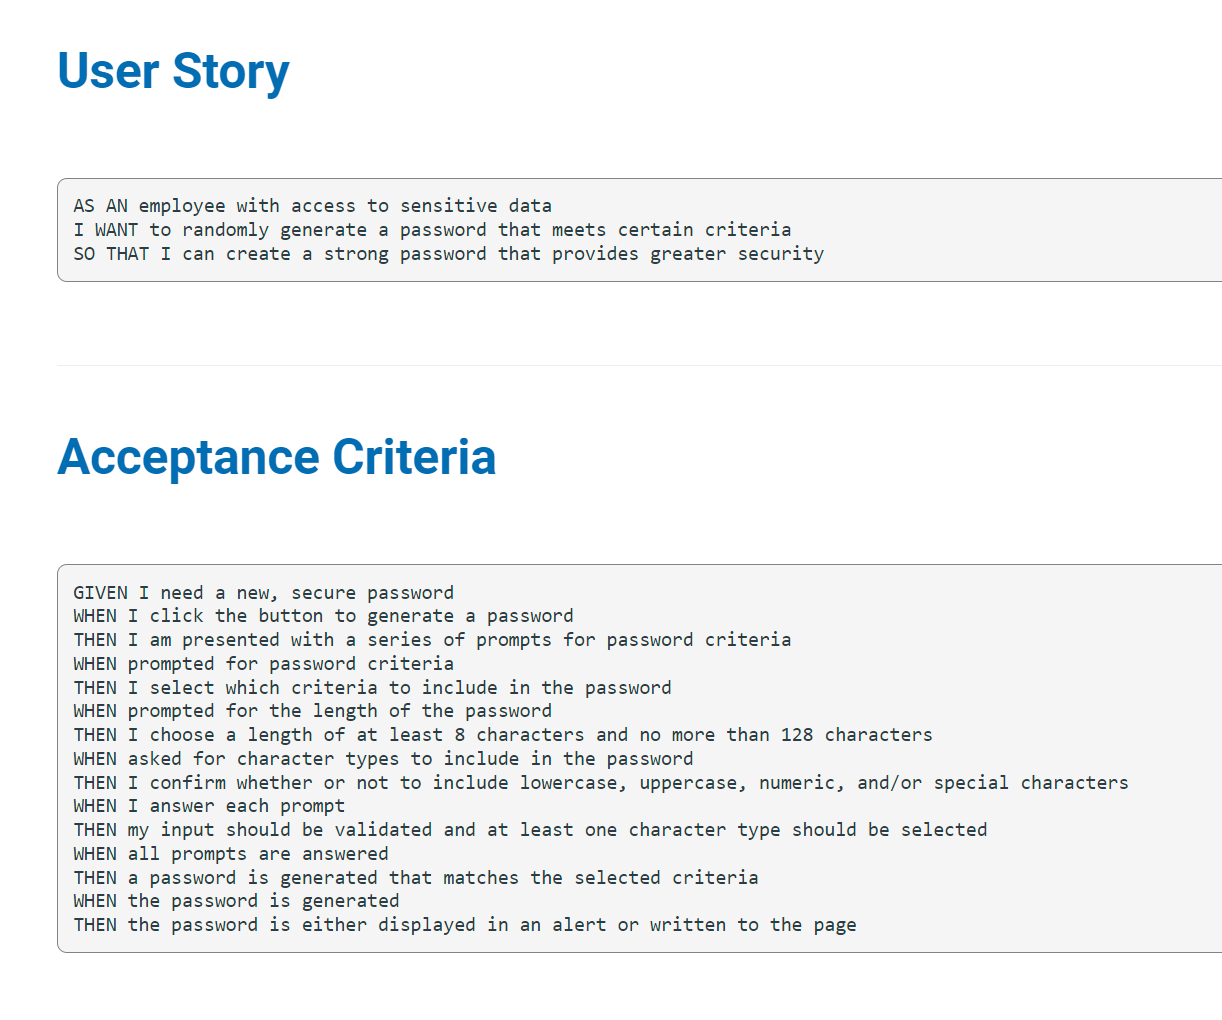 User Story
AS AN employee with access to sensitive data
I WANT to randomly generate a password that meets certain criteria
SO THAT I can create a strong password that provides greater security
Acceptance Criteria
GIVEN I need a new, secure password
WHEN I click the button to generate a password
THEN I am presented with a series of prompts for password criteria
WHEN prompted for password criteria
THEN I select which criteria to include in the password
WHEN prompted for the length of the password
THEN I choose a length of at least 8 characters and no more than 128 characters
WHEN asked for character types to include in the password
THEN I confirm whether or not to include lowercase, uppercase, numeric, and/or special characters
WHEN I answer each prompt
THEN my input should be validated and at least one character type should be selected
WHEN all prompts are answered
THEN a password is generated that matches the selected criteria
WHEN the password is generated
THEN the password is either displayed in an alert or written to the page